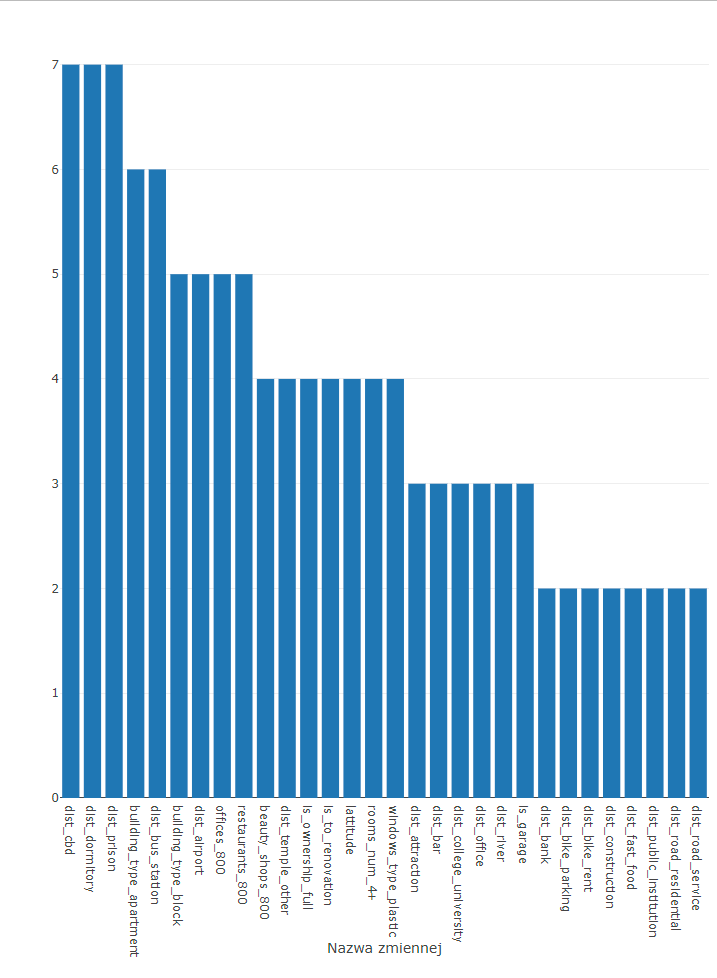 7
6
5
4
3
2
1
0
dist_cbd
dist_dormitory
dist_prison
building_type_apartment
dist_bus_station
building_type_block
dist_airport
offices_800
restaurants_800
beauty_shops_800
dist_temple_other
is_ownership_full
is_to_renovation
lattitude
rooms_num_4+
windows_type_plastic
dist_attraction
dist_bar
dist_college_university
dist_office
dist_river
is_garage
dist_bank
dist_bike_parking
dist_bike_rent
dist_construction
dist_fast_food
dist_public_institution
dist_road_residential
dist_road_service
Nazwa zmiennej